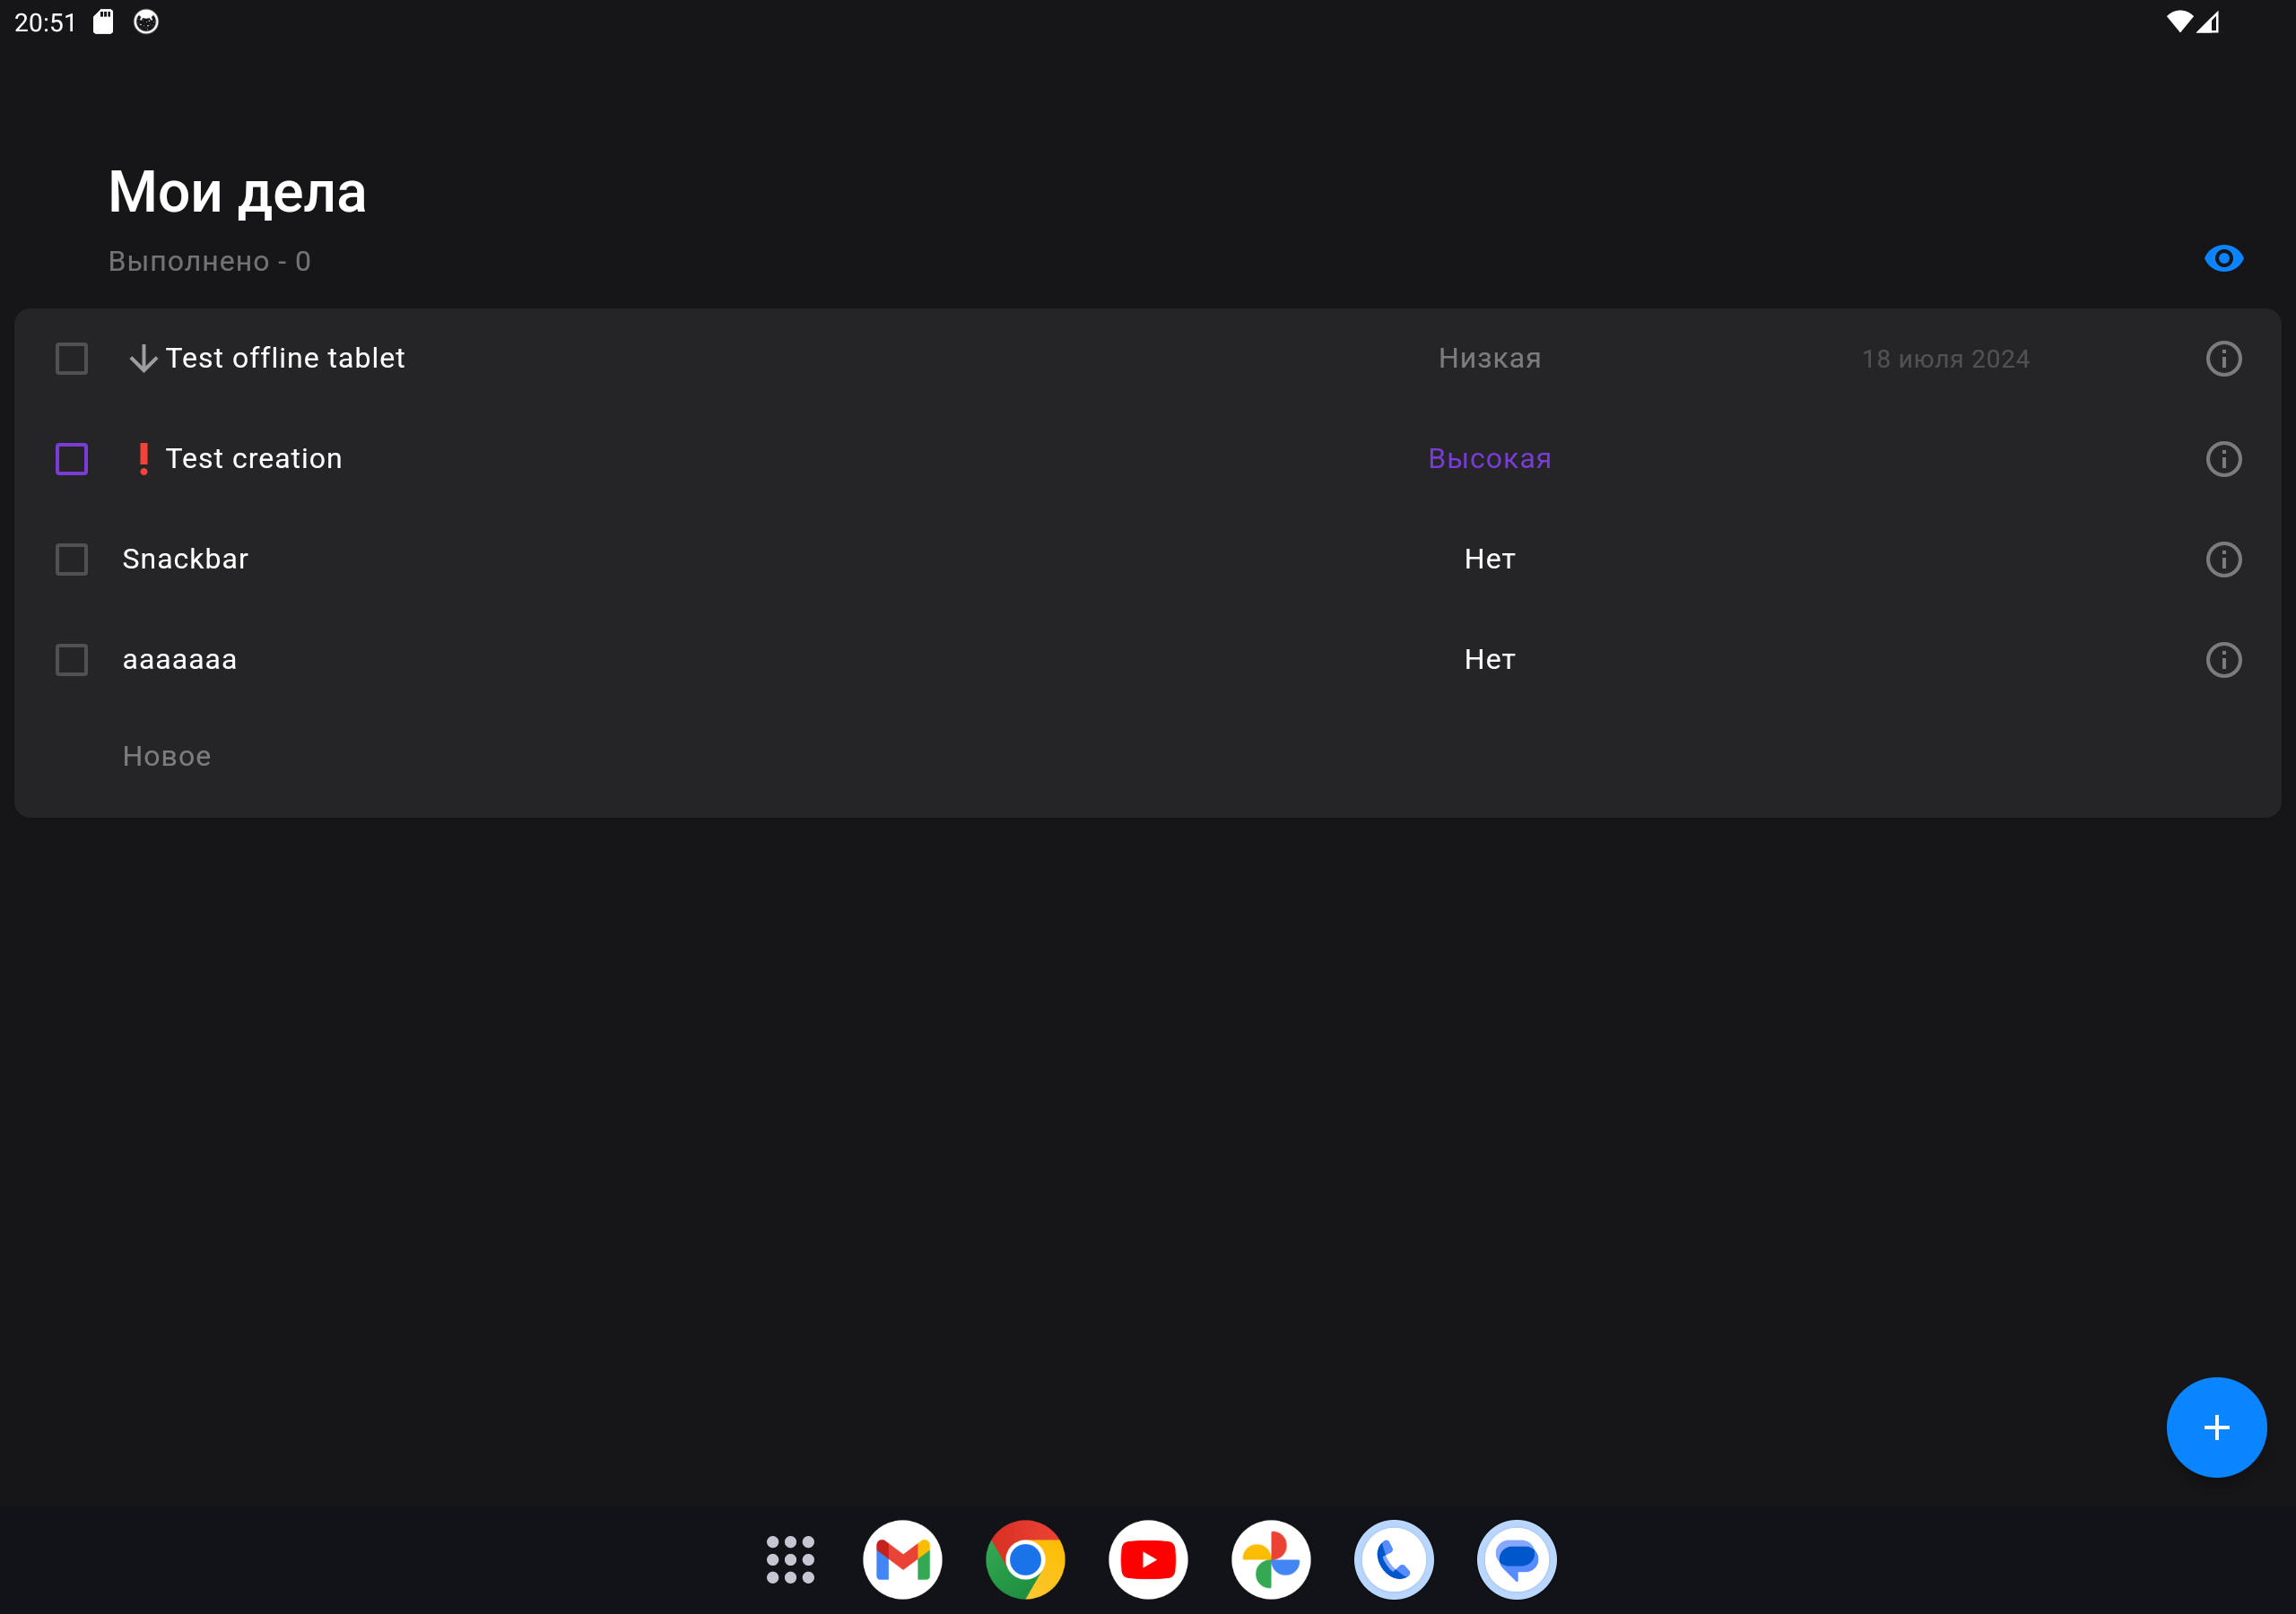 20:51
Мои дела
Выполнено - 0
Test offline tablet Низкая 18 июля 2024
Test creation Высокая
Snackbar Нет
aaaaaaa Нет
Новое